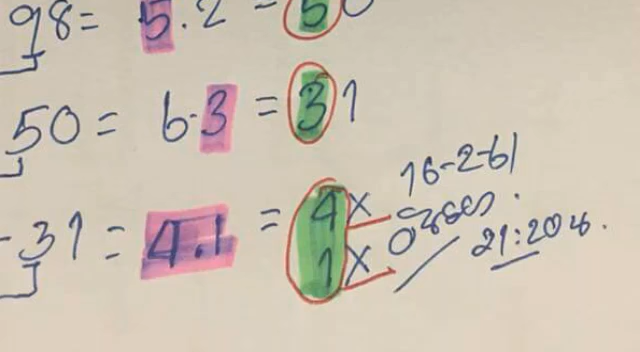 98 = 5.2 = 50
50 = 6.3 = 31
-31 = 4.1 = 4x
1x
16-2-61
21:20น.